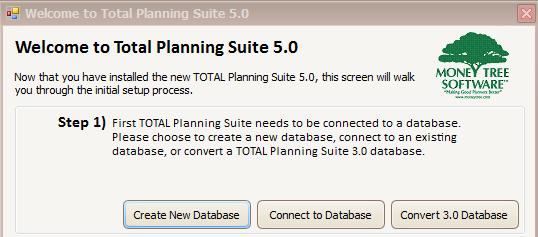 Welcome to Total Planning Suite 5.0
Welcome to Total Planning Suite 5.0
Now that you have installed the new TOTAL Planning Suite 5.0, this screen will walk
you through the initial setup process.
MONEY TREE
SOFTWARE™
"Making Good Planners Better"
www.moneytree.com
Step 1) First TOTAL Planning Suite needs to be connected to a database.
Please choose to create a new database, connect to an existing
database, or convert a TOTAL Planning Suite 3.0 database.
Create New Database
Connect to Database
Convert 3.0 Database